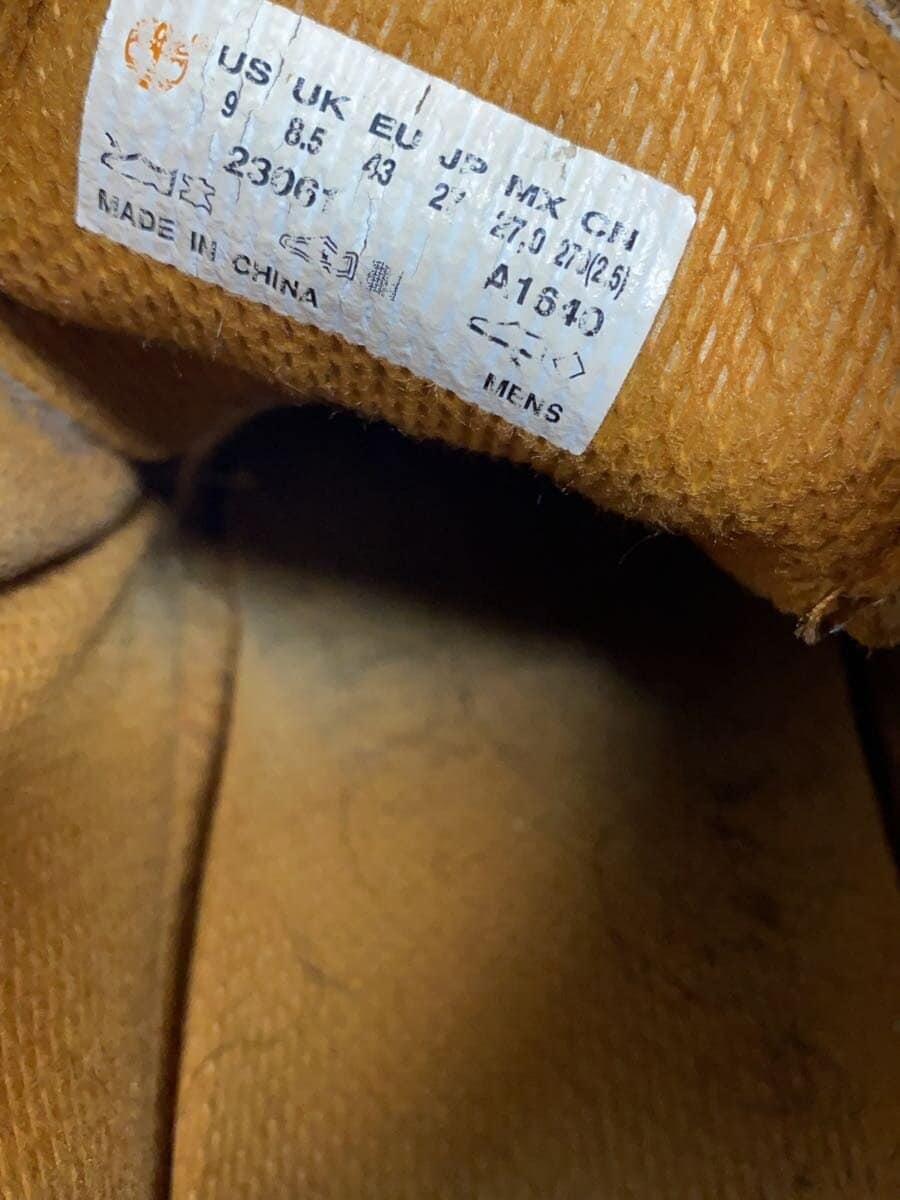 US UK EU JP MX CN
9 8.5 43 27 27.0 270(2.5)
23061 A1640
MADE IN CHINA
MENS